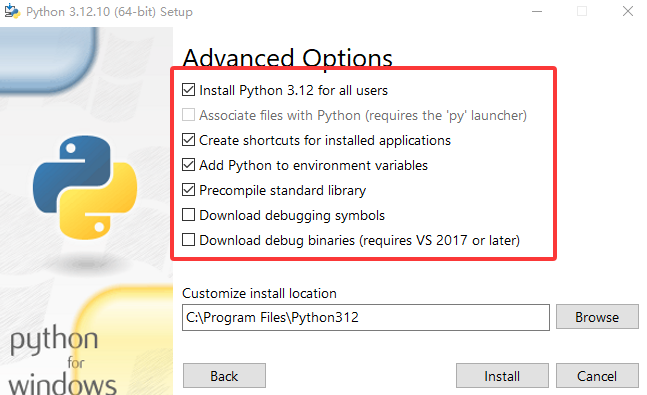 Python 3.12.10 (64-bit) Setup
Advanced Options
Install Python 3.12 for all users
Associate files with Python (requires the 'py' launcher)
Create shortcuts for installed applications
Add Python to environment variables
Precompile standard library
Download debugging symbols
Download debug binaries (requires VS 2017 or later)
Customize install location
C:\Program Files\Python312
Browse
python
for
windows
Back
Install
Cancel